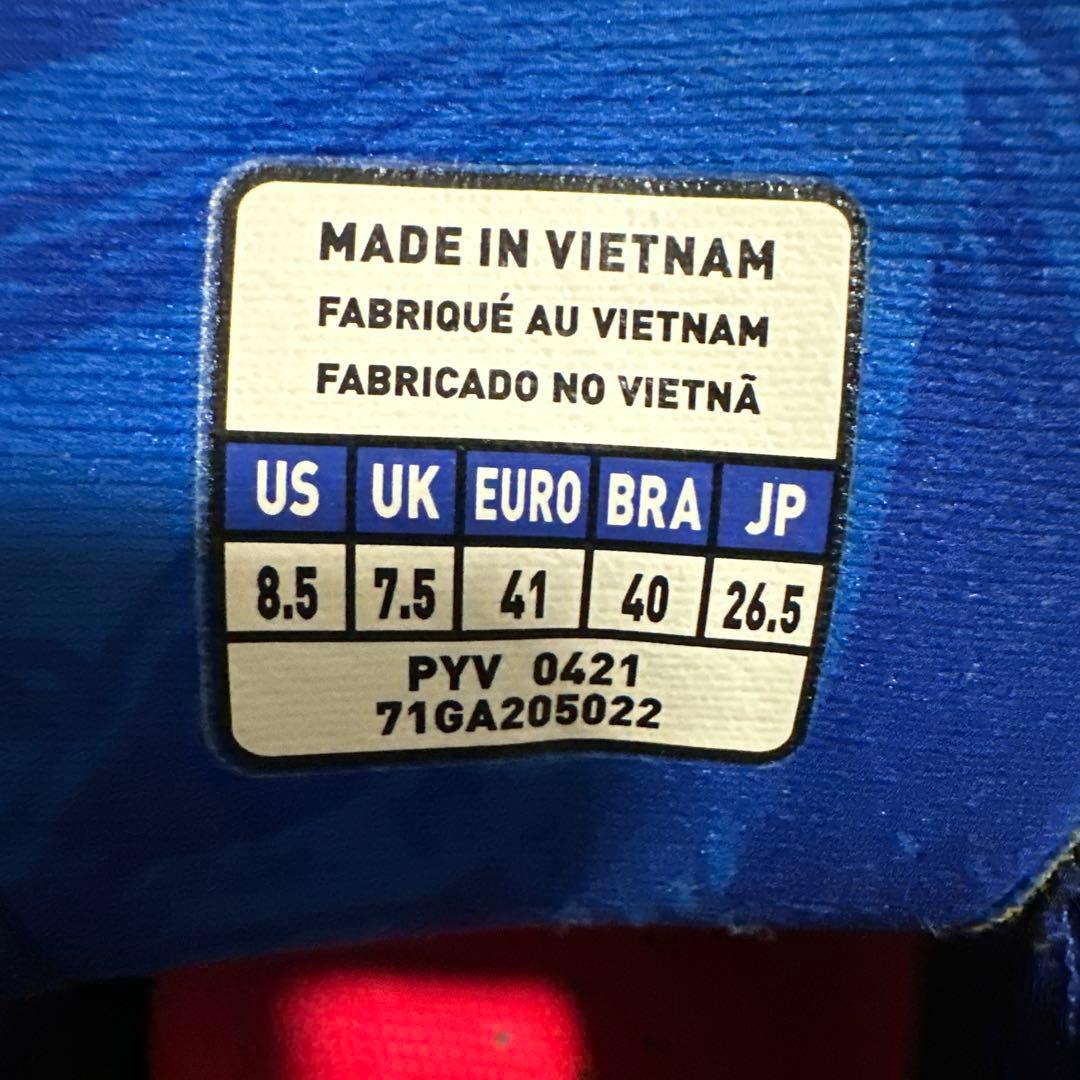 MADE IN VIETNAM
FABRIQUÉ AU VIETNAM
FABRICADO NO VIETNÃ
US UK EURO BRA JP
8.5 7.5 41 40 26.5
PYV 0421
71GA205022